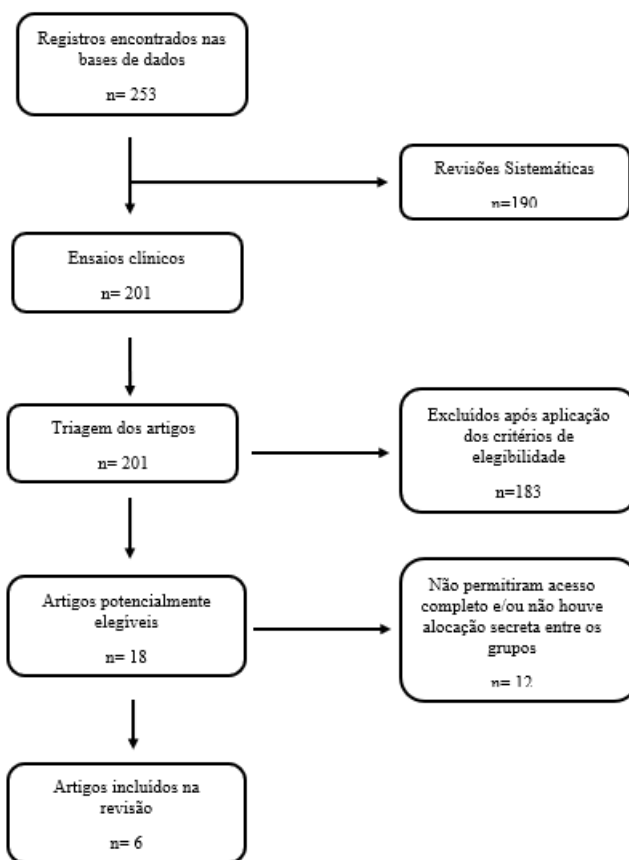 Registros encontrados nas
bases de dados
n= 253
Revisões Sistemáticas
n=190
Ensaios clínicos
n= 201
Triagem dos artigos
n= 201
Excluídos após aplicação
dos critérios de
elegibilidade
n=183
Artigos potencialmente
elegíveis
n= 18
Não permitiram acesso
completo e/ou não houve
alocação secreta entre os
grupos
n= 12
Artigos incluídos na
revisão
n= 6